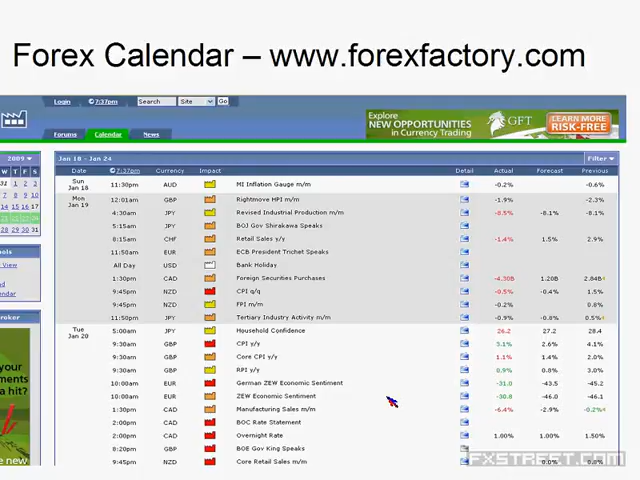 Forex Calendar – www.forexfactory.com
Login 7:37pm Search Site Go
Explore
NEW OPPORTUNITIES
in Currency Trading
GFT
LEARN MORE
RISK-FREE
Forums Calendar News
2009
Jan 18 - Jan 24 Filter
Date 7:37pm Currency Impact Detail Actual Forecast Previous
Sun
Jan 18
11:30pm AUD MI Inflation Gauge m/m -0.2% -0.6%
Mon
Jan 19
12:01am GBP Rightmove HPI m/m -1.9% -2.3%
4:30am JPY Revised Industrial Production m/m -8.5% -8.1% -8.1%
5:15am JPY BOJ Gov Shirakawa Speaks
8:15am CHF Retail Sales y/y -1.4% 1.5% 2.9%
11:50am EUR ECB President Trichet Speaks
All Day USD Bank Holiday
1:30pm CAD Foreign Securities Purchases -4.30B 1.20B 2.84B
9:45pm NZD CPI q/q -0.5% -0.4% 1.5%
9:45pm NZD FPI m/m -0.2% 0.8%
11:50pm JPY Tertiary Industry Activity m/m -0.9% -0.8% 0.5%
Tue
Jan 20
5:00am JPY Household Confidence 26.2 27.2 28.4
9:30am GBP CPI y/y 3.1% 2.6% 4.1%
9:30am GBP Core CPI y/y 1.1% 1.4% 2.0%
9:30am GBP RPI y/y 0.9% 0.8% 3.0%
10:00am EUR German ZEW Economic Sentiment -31.0 -43.5 -45.2
10:00am EUR ZEW Economic Sentiment -30.8 -46.0 -46.1
1:30pm CAD Manufacturing Sales m/m -6.4% -2.9% -0.2%
2:00pm CAD BOC Rate Statement
2:00pm CAD Overnight Rate 1.00% 1.00% 1.50%
GBP BOE Gov King Speaks
9:45pm NZD Core Retail Sales m/m 0.0% 0.8%
FXSTREET.COM
your
ments
a hit?
e new